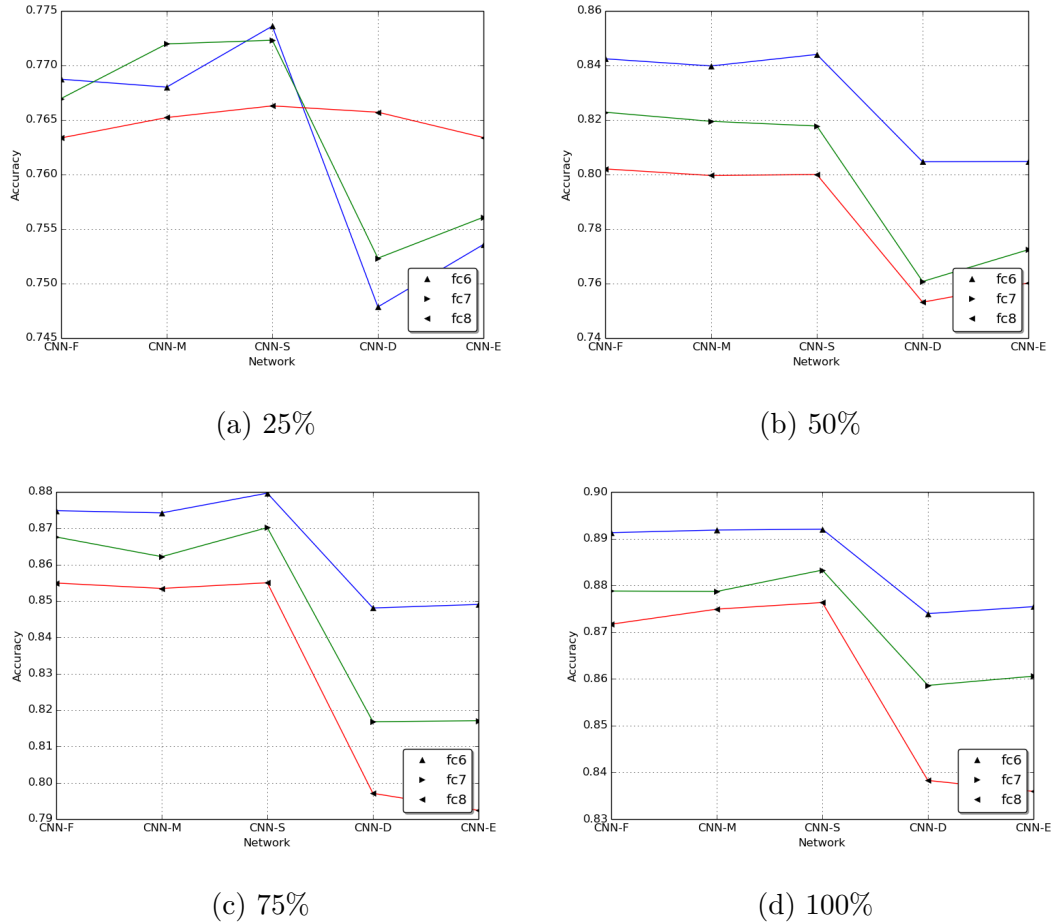 0.775
0.770
0.765
0.760
0.755
0.750
0.745
Accuracy
CNN-F CNN-M CNN-S CNN-D CNN-E
Network
fc6
fc7
fc8
(a) 25%
0.86
0.84
0.82
0.80
0.78
0.76
0.74
Accuracy
CNN-F CNN-M CNN-S CNN-D CNN-E
Network
fc6
fc7
fc8
(b) 50%
0.88
0.87
0.86
0.85
0.84
0.83
0.82
0.81
0.80
0.79
Accuracy
CNN-F CNN-M CNN-S CNN-D CNN-E
Network
fc6
fc7
fc8
(c) 75%
0.90
0.89
0.88
0.87
0.86
0.85
0.84
0.83
Accuracy
CNN-F CNN-M CNN-S CNN-D CNN-E
Network
fc6
fc7
fc8
(d) 100%